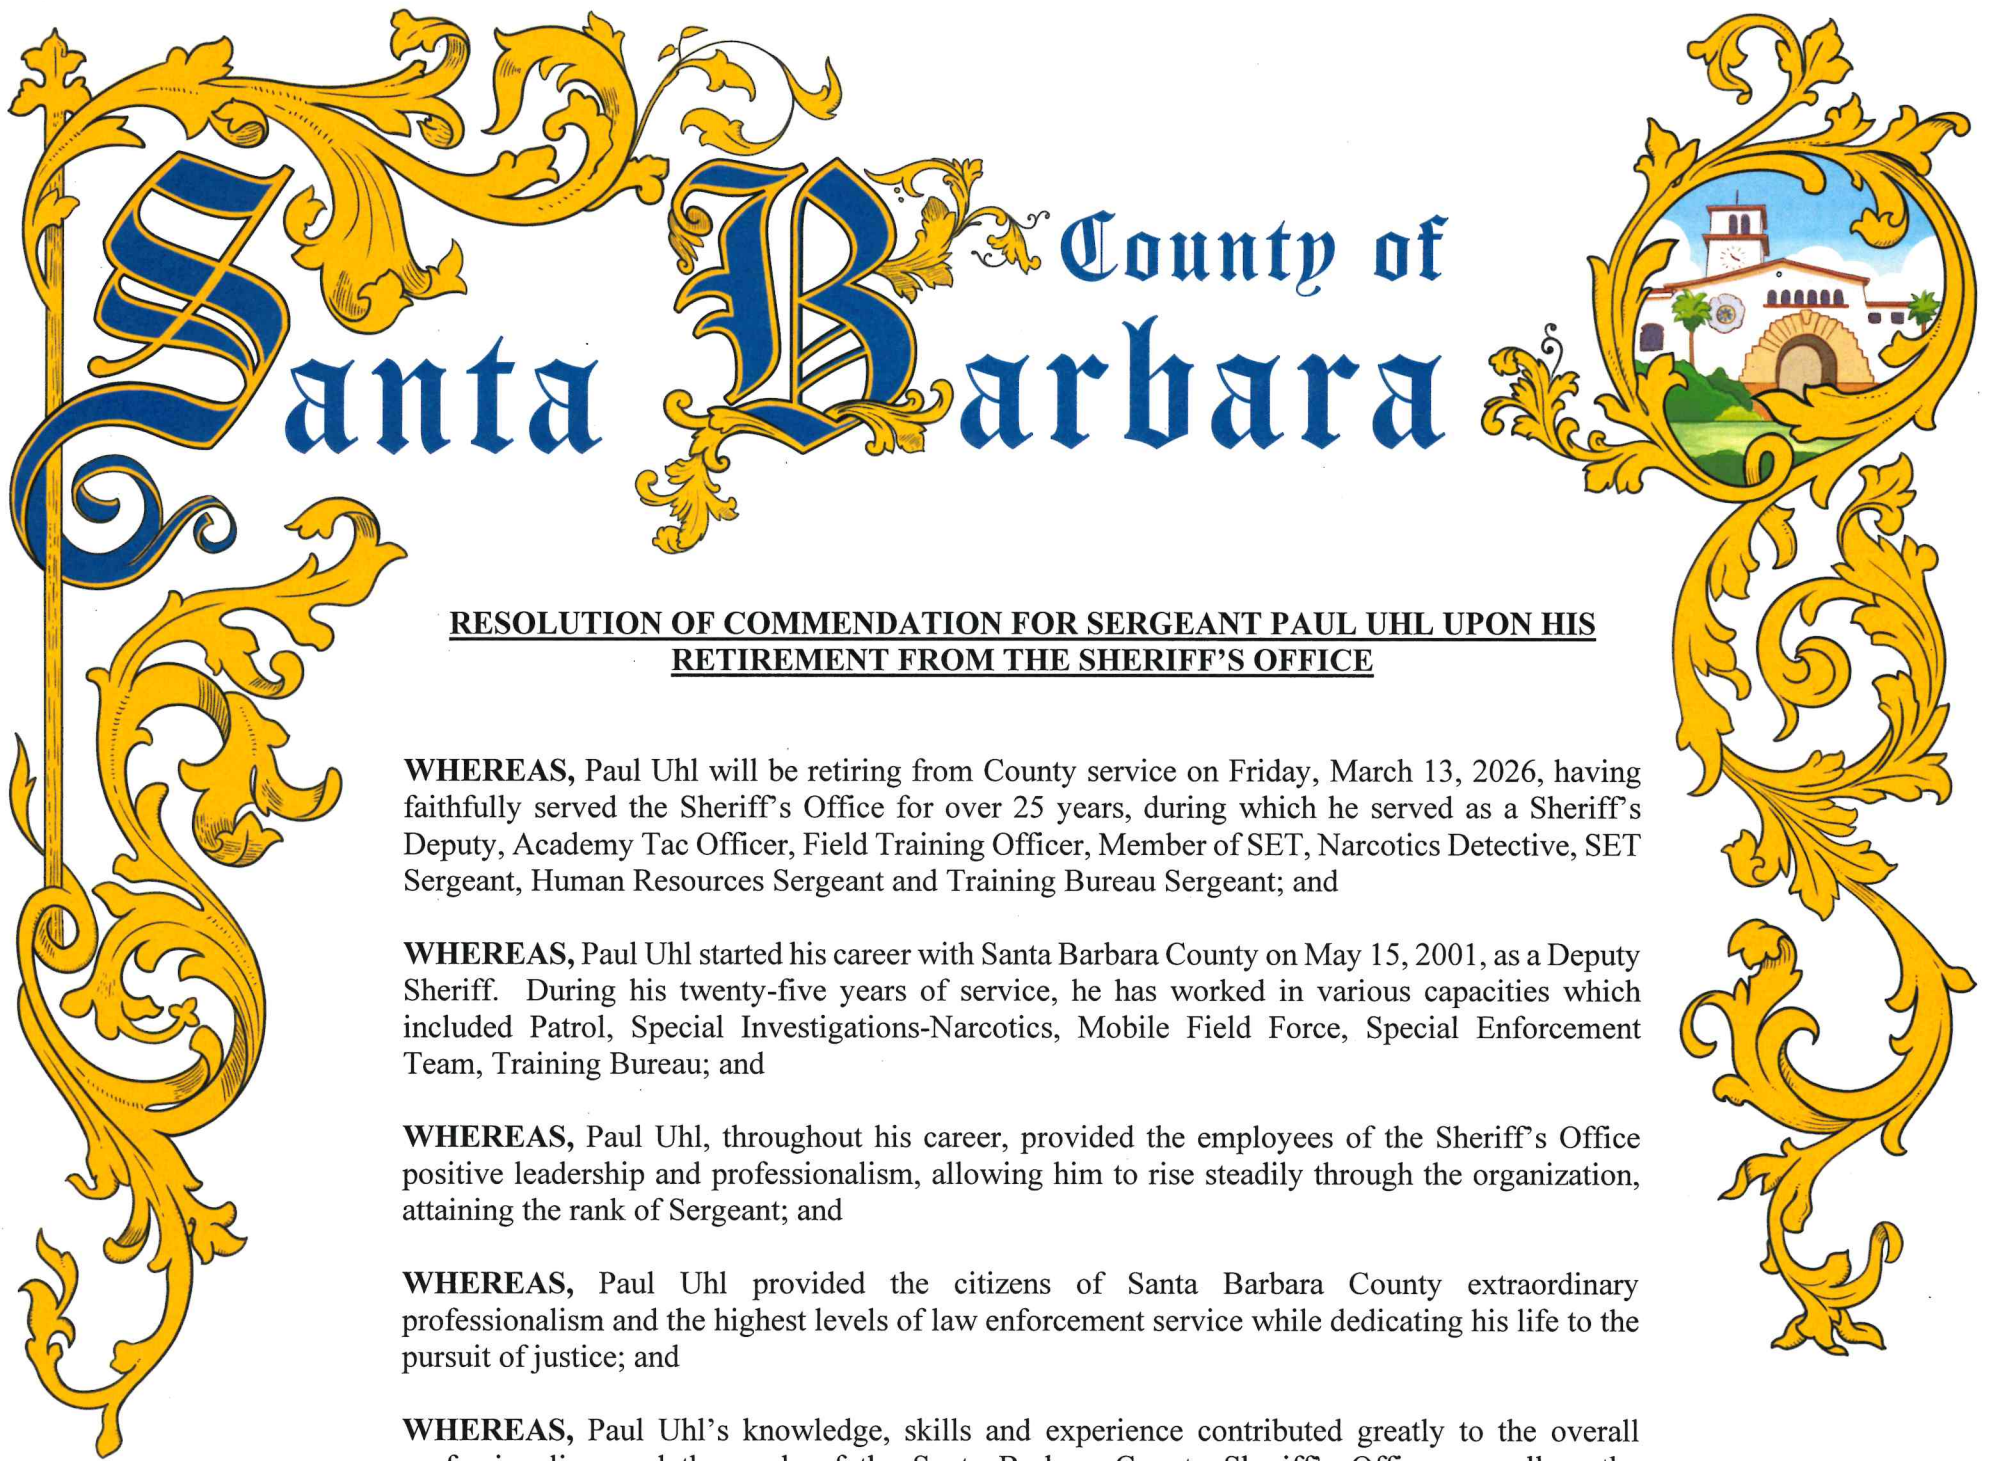 County of
Santa Barbara
RESOLUTION OF COMMENDATION FOR SERGEANT PAUL UHL UPON HIS
RETIREMENT FROM THE SHERIFF'S OFFICE
WHEREAS, Paul Uhl will be retiring from County service on Friday, March 13, 2026, having
faithfully served the Sheriff's Office for over 25 years, during which he served as a Sheriff's
Deputy, Academy Tac Officer, Field Training Officer, Member of SET, Narcotics Detective, SET
Sergeant, Human Resources Sergeant and Training Bureau Sergeant; and
WHEREAS, Paul Uhl started his career with Santa Barbara County on May 15, 2001, as a Deputy
Sheriff. During his twenty-five years of service, he has worked in various capacities which
included Patrol, Special Investigations-Narcotics, Mobile Field Force, Special Enforcement
Team, Training Bureau; and
WHEREAS, Paul Uhl, throughout his career, provided the employees of the Sheriff's Office
positive leadership and professionalism, allowing him to rise steadily through the organization,
attaining the rank of Sergeant; and
WHEREAS, Paul Uhl provided the citizens of Santa Barbara County extraordinary
professionalism and the highest levels of law enforcement service while dedicating his life to the
pursuit of justice; and
WHEREAS, Paul Uhl's knowledge, skills and experience contributed greatly to the overall